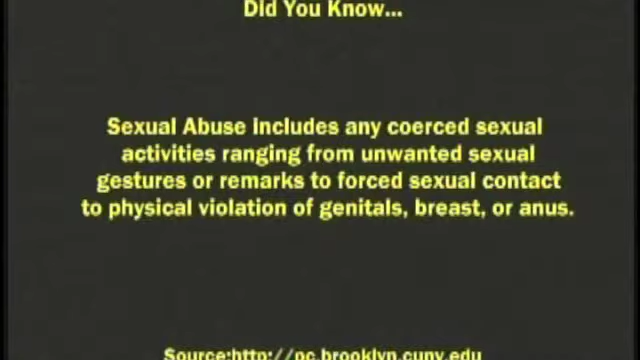 Did You Know...
Sexual Abuse includes any coerced sexual
activities ranging from unwanted sexual
gestures or remarks to forced sexual contact
to physical violation of genitals, breast, or anus.
Source:http://pc.brooklyn.cuny.edu